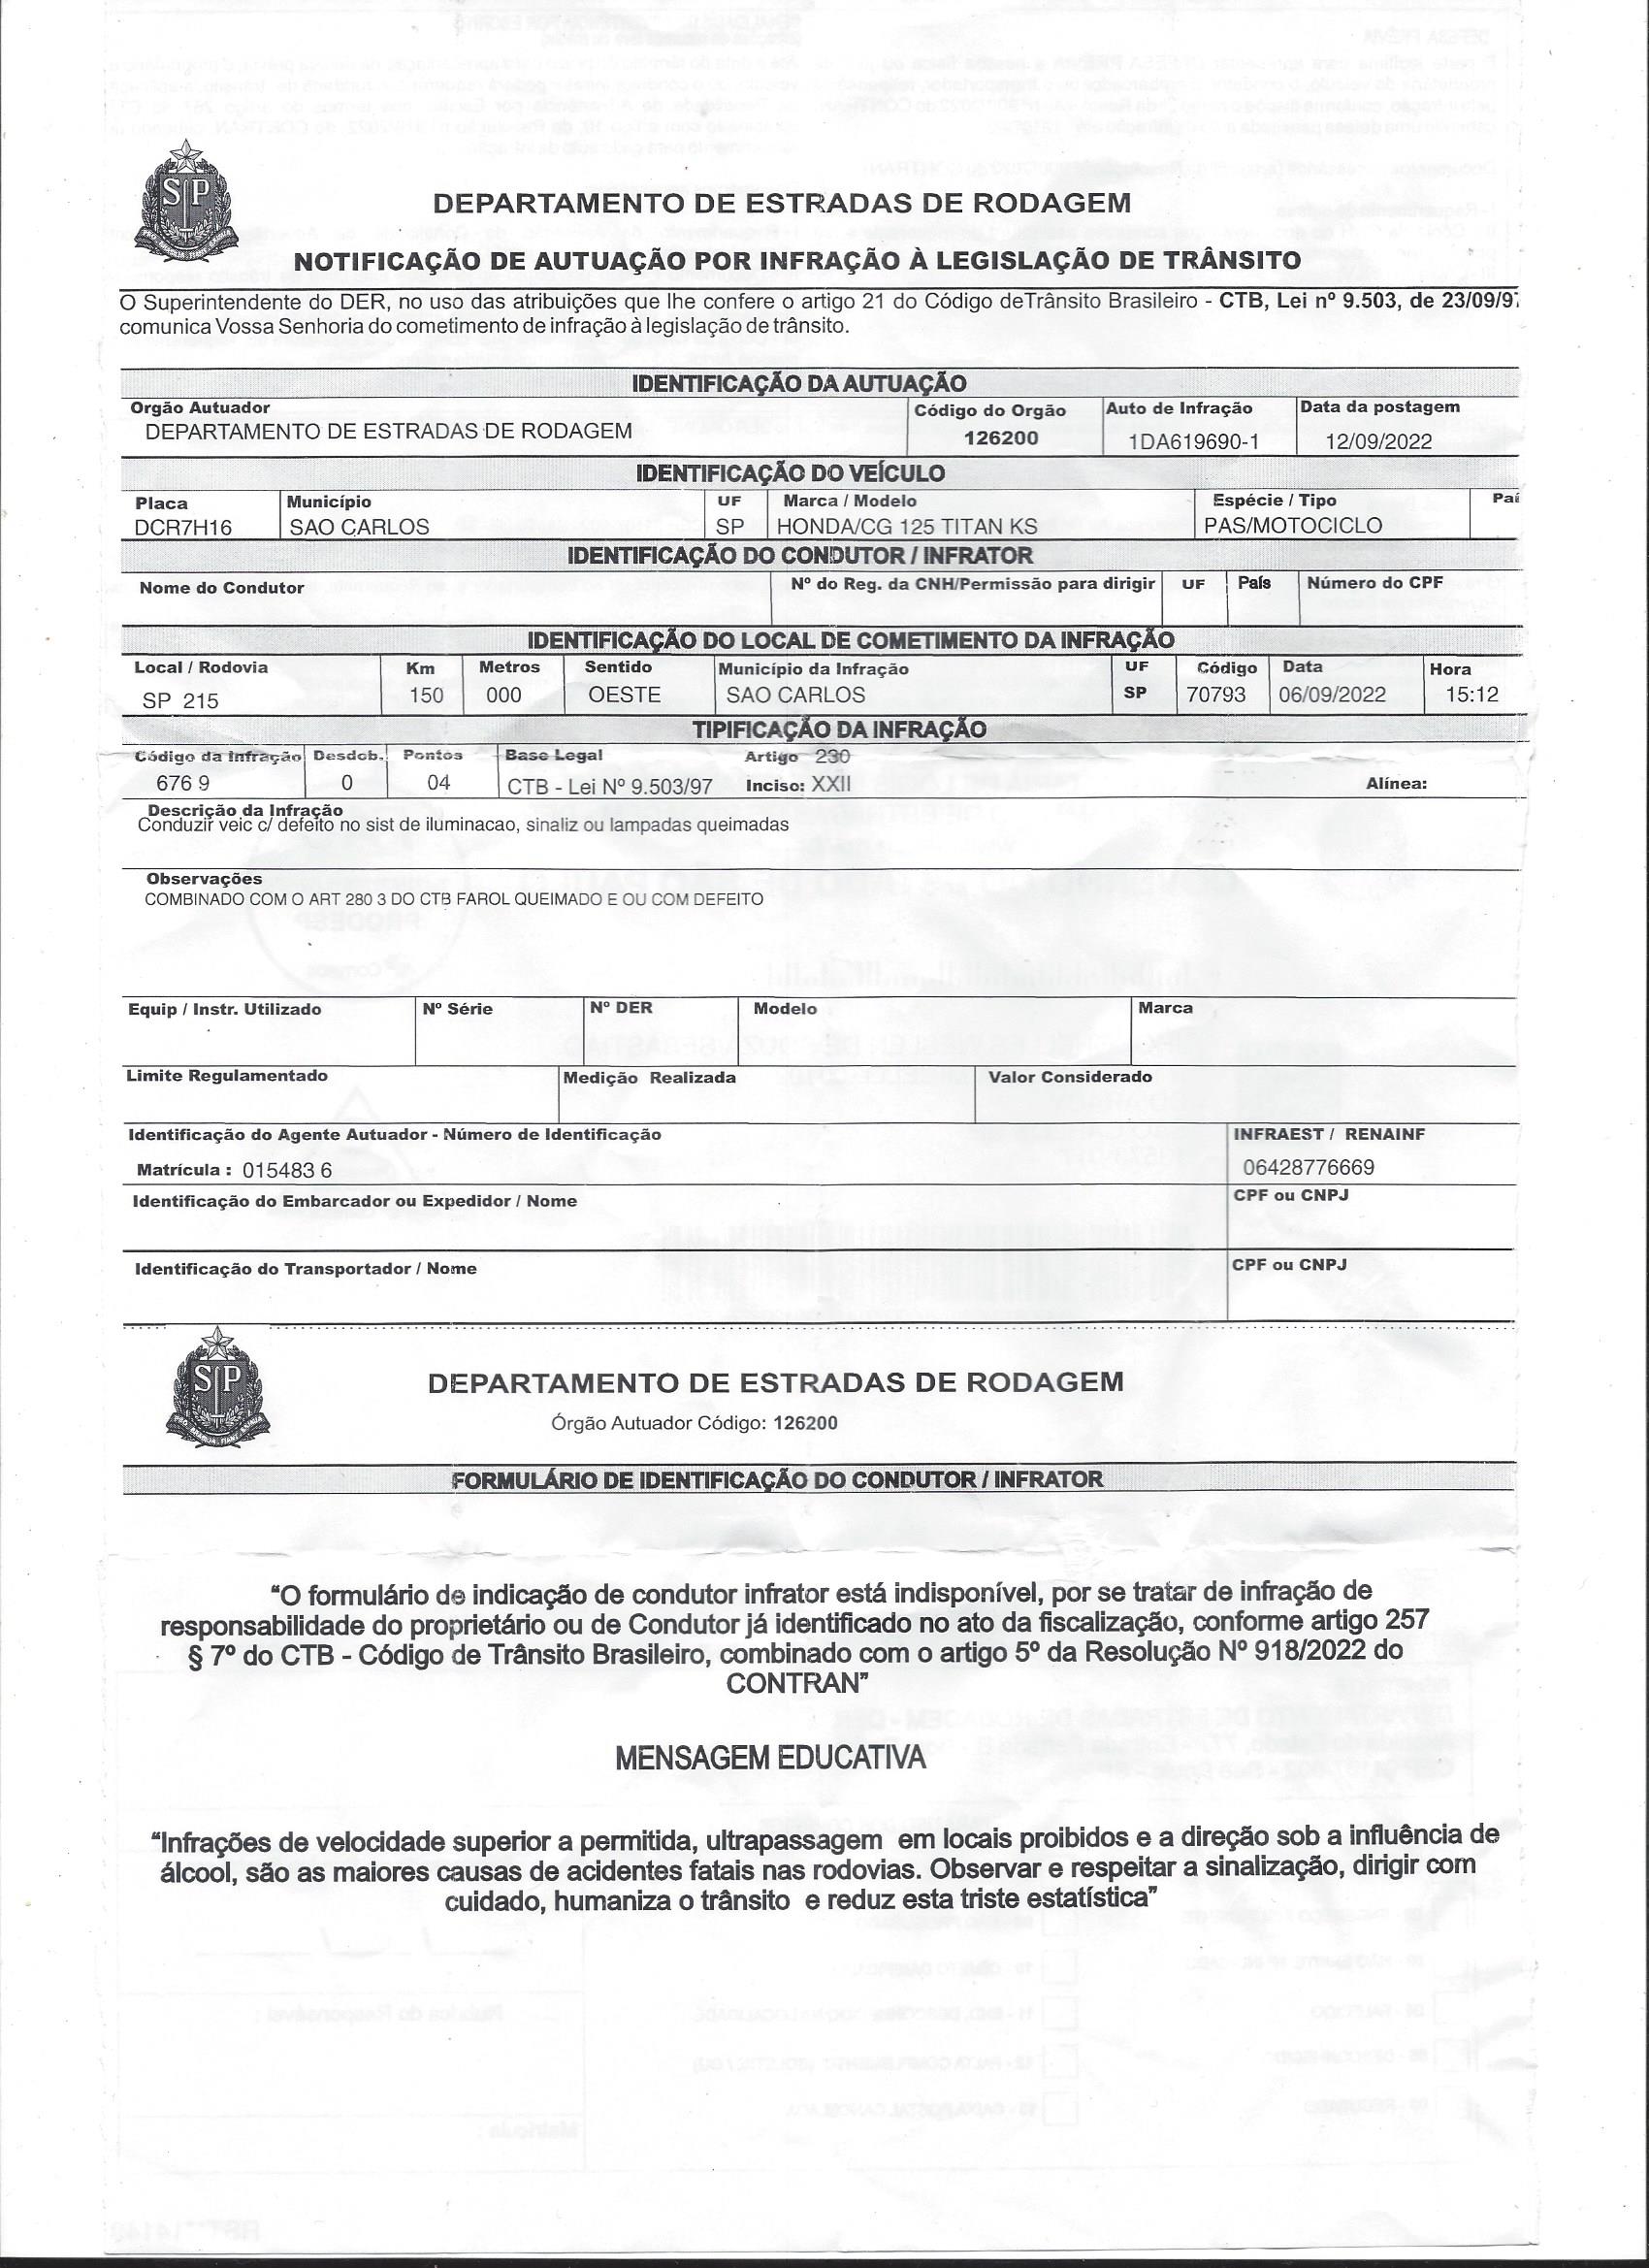 SP
DEPARTAMENTO DE ESTRADAS DE RODAGEM
NOTIFICAÇÃO DE AUTUAÇÃO POR INFRAÇÃO À LEGISLAÇÃO DE TRÂNSITO
O Superintendente do DER, no uso das atribuições que lhe confere o artigo 21 do Código deTrânsito Brasileiro - CTB, Lei nº 9.503, de 23/09/97
comunica Vossa Senhoria do cometimento de infração à legislação de trânsito.
IDENTIFICAÇÃO DA AUTUAÇÃO
Orgão Autuador Código do Orgão Auto de Infração Data da postagem
DEPARTAMENTO DE ESTRADAS DE RODAGEM 126200 1DA619690-1 12/09/2022
IDENTIFICAÇÃO DO VEÍCULO
Placa Município UF Marca / Modelo Espécie / Tipo Paí
DCR7H16 SAO CARLOS SP HONDA/CG 125 TITAN KS PAS/MOTOCICLO
IDENTIFICAÇÃO DO CONDUTOR / INFRATOR
Nome do Condutor Nº do Reg. da CNH/Permissão para dirigir UF País Número do CPF
IDENTIFICAÇÃO DO LOCAL DE COMETIMENTO DA INFRAÇÃO
Local / Rodovia Km Metros Sentido Município da Infração UF Código Data Hora
SP 215 150 000 OESTE SAO CARLOS SP 70793 06/09/2022 15:12
TIPIFICAÇÃO DA INFRAÇÃO
Código da Infração Desdob. Pontos Base Legal Artigo 230
676 9 0 04 CTB - Lei Nº 9.503/97 Inciso: XXII Alínea:
Descrição da Infração
Conduzir veic c/ defeito no sist de iluminacao, sinaliz ou lampadas queimadas
Observações
COMBINADO COM O ART 280 3 DO CTB FAROL QUEIMADO E OU COM DEFEITO
Equip / Instr. Utilizado Nº Série Nº DER Modelo Marca
Limite Regulamentado Medição Realizada Valor Considerado
Identificação do Agente Autuador - Número de Identificação INFRAEST / RENAINF
Matrícula : 015483 6 06428776669
Identificação do Embarcador ou Expedidor / Nome CPF ou CNPJ
Identificação do Transportador / Nome CPF ou CNPJ
SP
DEPARTAMENTO DE ESTRADAS DE RODAGEM
Órgão Autuador Código: 126200
FORMULÁRIO DE IDENTIFICAÇÃO DO CONDUTOR / INFRATOR
"O formulário de indicação de condutor infrator está indisponível, por se tratar de infração de
responsabilidade do proprietário ou de Condutor já identificado no ato da fiscalização, conforme artigo 257
§ 7º do CTB - Código de Trânsito Brasileiro, combinado com o artigo 5º da Resolução Nº 918/2022 do
CONTRAN"
MENSAGEM EDUCATIVA
"Infrações de velocidade superior a permitida, ultrapassagem em locais proibidos e a direção sob a influência de
álcool, são as maiores causas de acidentes fatais nas rodovias. Observar e respeitar a sinalização, dirigir com
cuidado, humaniza o trânsito e reduz esta triste estatística"